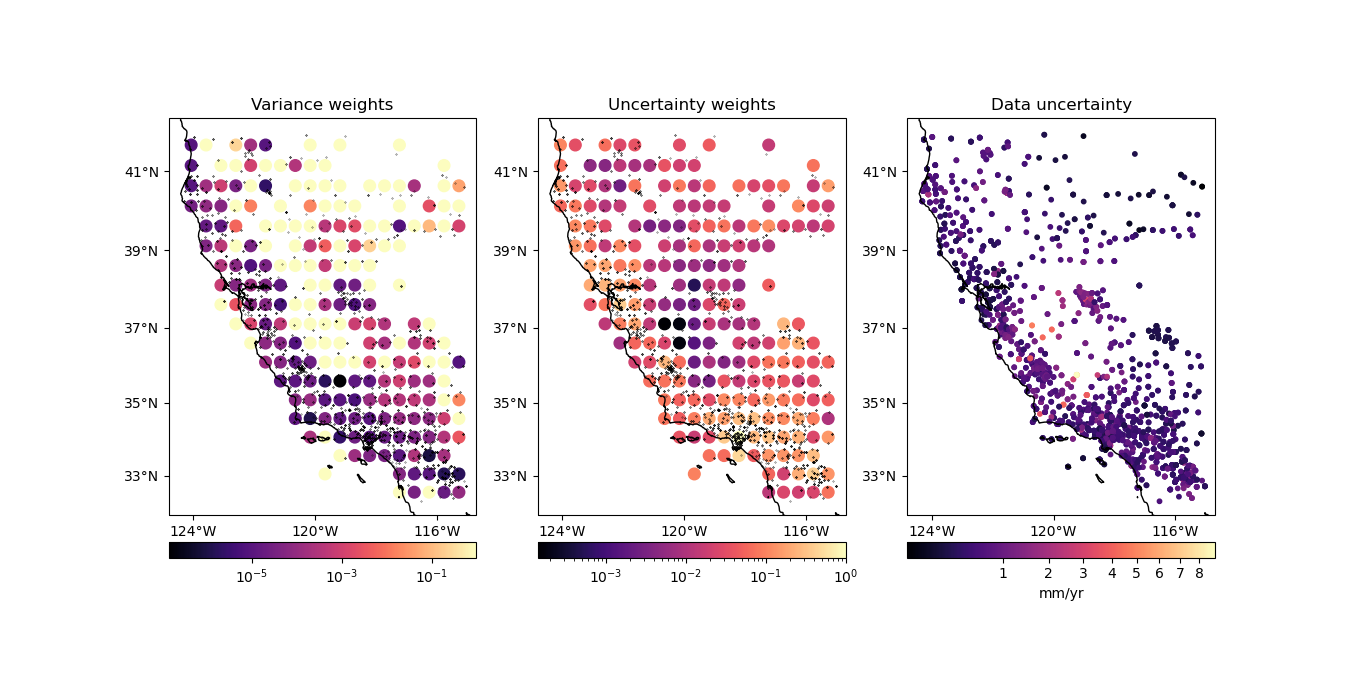 Variance weights
Uncertainty weights
Data uncertainty
41°N
39°N
37°N
35°N
33°N
124°W 120°W 116°W
10⁻⁵ 10⁻³ 10⁻¹
41°N
39°N
37°N
35°N
33°N
124°W 120°W 116°W
10⁻³ 10⁻² 10⁻¹ 10⁰
41°N
39°N
37°N
35°N
33°N
124°W 120°W 116°W
1 2 3 4 5 6 7 8
mm/yr